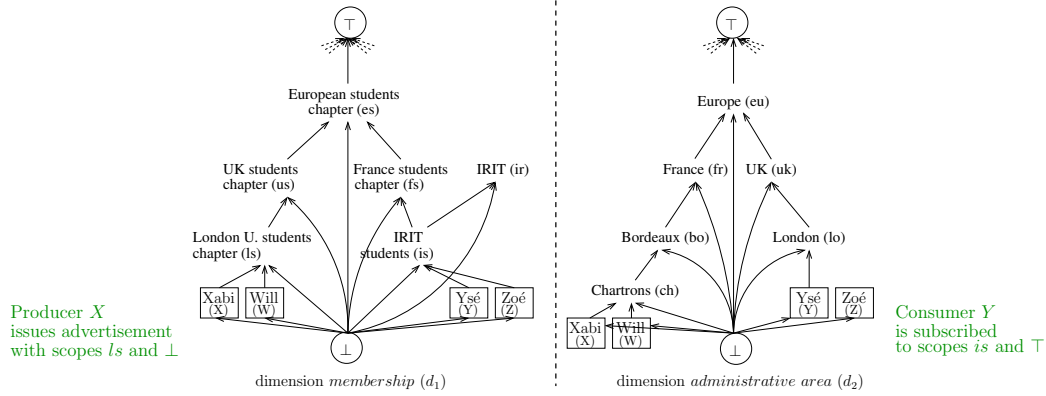 ⊤
European students
chapter (es)
UK students
chapter (us)
France students
chapter (fs)
IRIT (ir)
London U. students
chapter (ls)
IRIT
students (is)
Xabi
(X)
Will
(W)
Ysé
(Y)
Zoé
(Z)
⊥
dimension membership (d₁)
Producer X
issues advertisement
with scopes ls and ⊥
⊤
Europe (eu)
France (fr)
UK (uk)
Bordeaux (bo)
London (lo)
Chartrons (ch)
Xabi
(X)
Will
(W)
Ysé
(Y)
Zoé
(Z)
⊥
dimension administrative area (d₂)
Consumer Y
is subscribed
to scopes is and ⊤